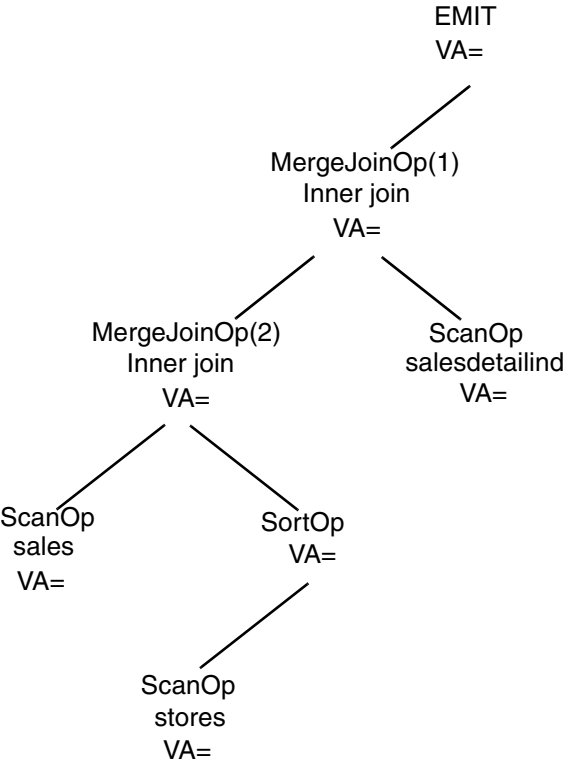 EMIT
VA=
MergeJoinOp(1)
Inner join
VA=
MergeJoinOp(2)
Inner join
VA=
ScanOp
salesdetailind
VA=
ScanOp
sales
VA=
SortOp
VA=
ScanOp
stores
VA=